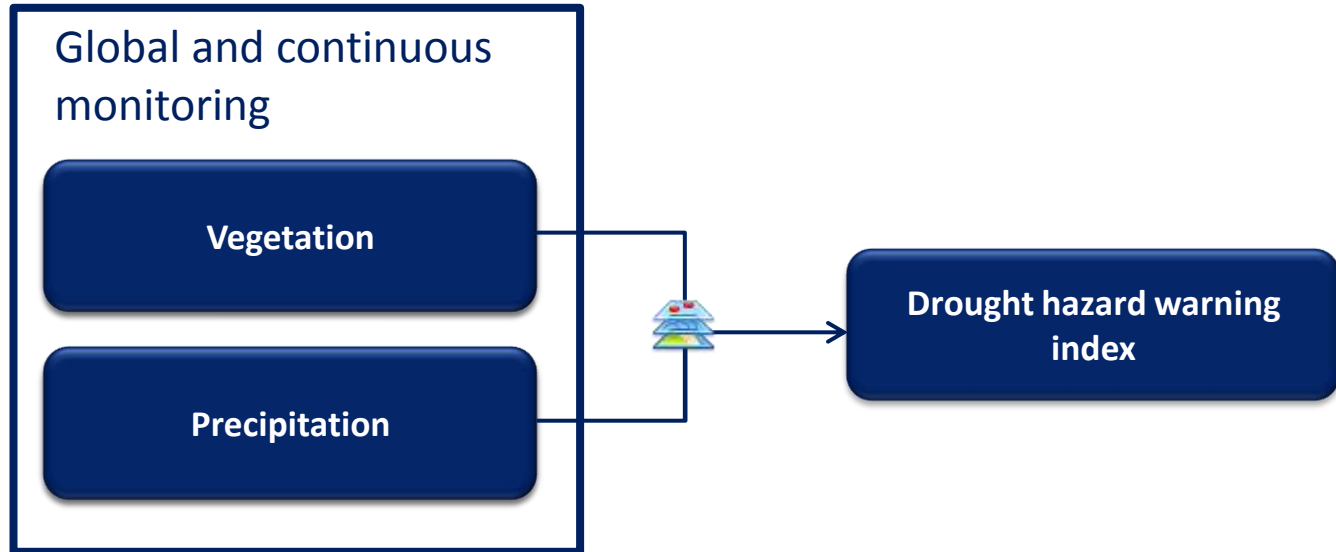 Global and continuous
monitoring
Vegetation
Precipitation
Drought hazard warning
index